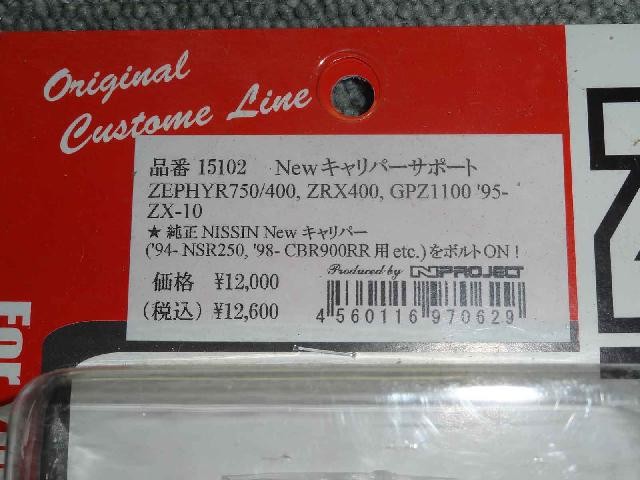 Original
Custome Line
品番 15102 Newキャリパーサポート
ZEPHYR750/400, ZRX400, GPZ1100 '95-
ZX-10
★ 純正 NISSIN New キャリパー
('94- NSR250, '98- CBR900RR 用 etc.)をボルトON！
価格 ¥12,000
(税込) ¥12,600
Produced by N PROJECT
4 560116 970629
For